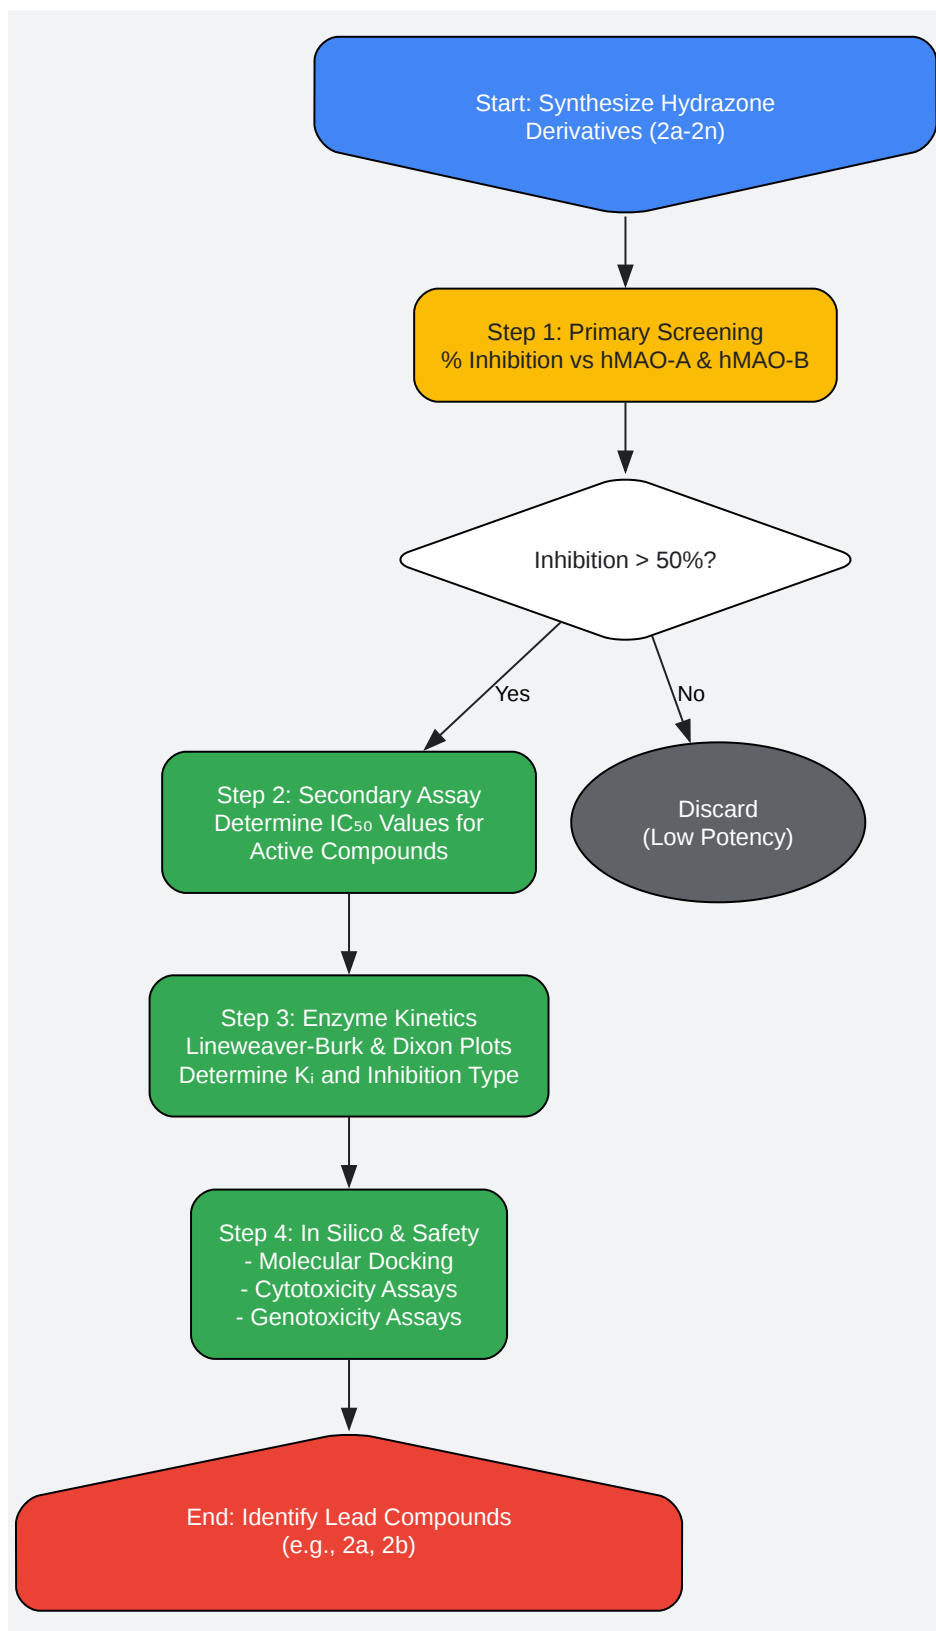 Start: Synthesize Hydrazone
Derivatives (2a-2n)
Step 1: Primary Screening
% Inhibition vs hMAO-A & hMAO-B
Inhibition > 50%?
Yes
No
Step 2: Secondary Assay
Determine IC₅₀ Values for
Active Compounds
Discard
(Low Potency)
Step 3: Enzyme Kinetics
Lineweaver-Burk & Dixon Plots
Determine Kᵢ and Inhibition Type
Step 4: In Silico & Safety
- Molecular Docking
- Cytotoxicity Assays
- Genotoxicity Assays
End: Identify Lead Compounds
(e.g., 2a, 2b)